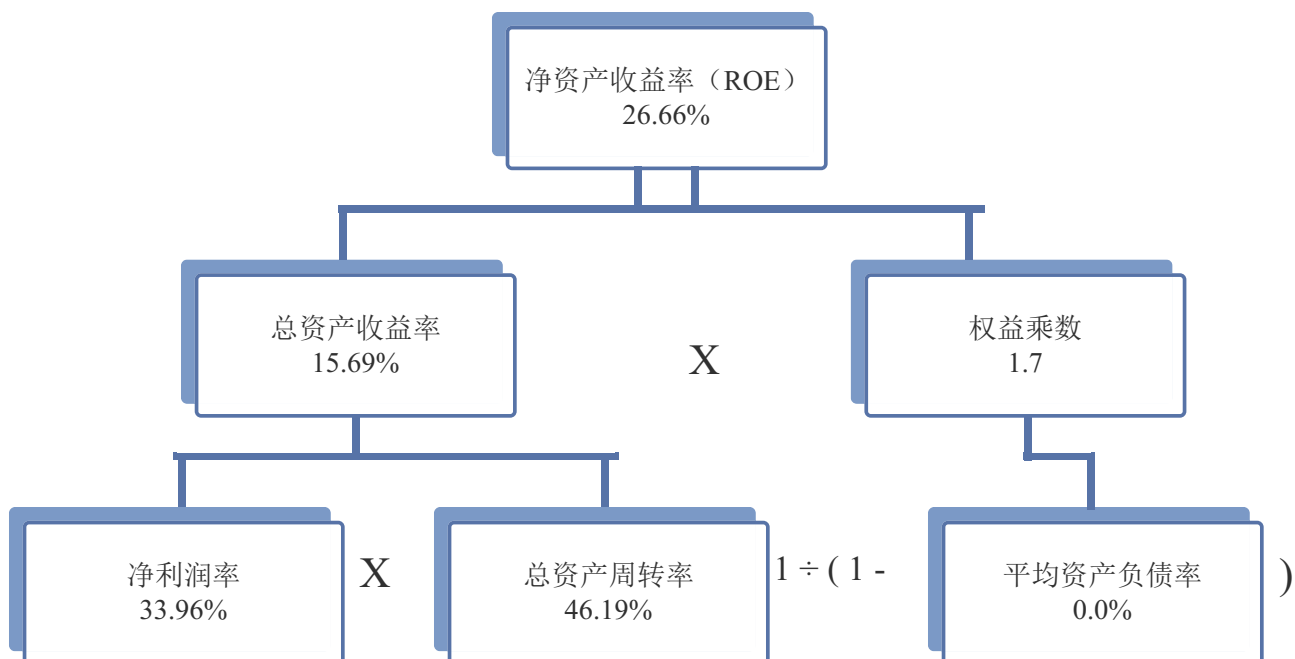 净资产收益率（ROE）
26.66%
总资产收益率
15.69%
X
权益乘数
1.7
净利润率
33.96%
X
总资产周转率
46.19%
1 ÷ ( 1 -
平均资产负债率
0.0%
)